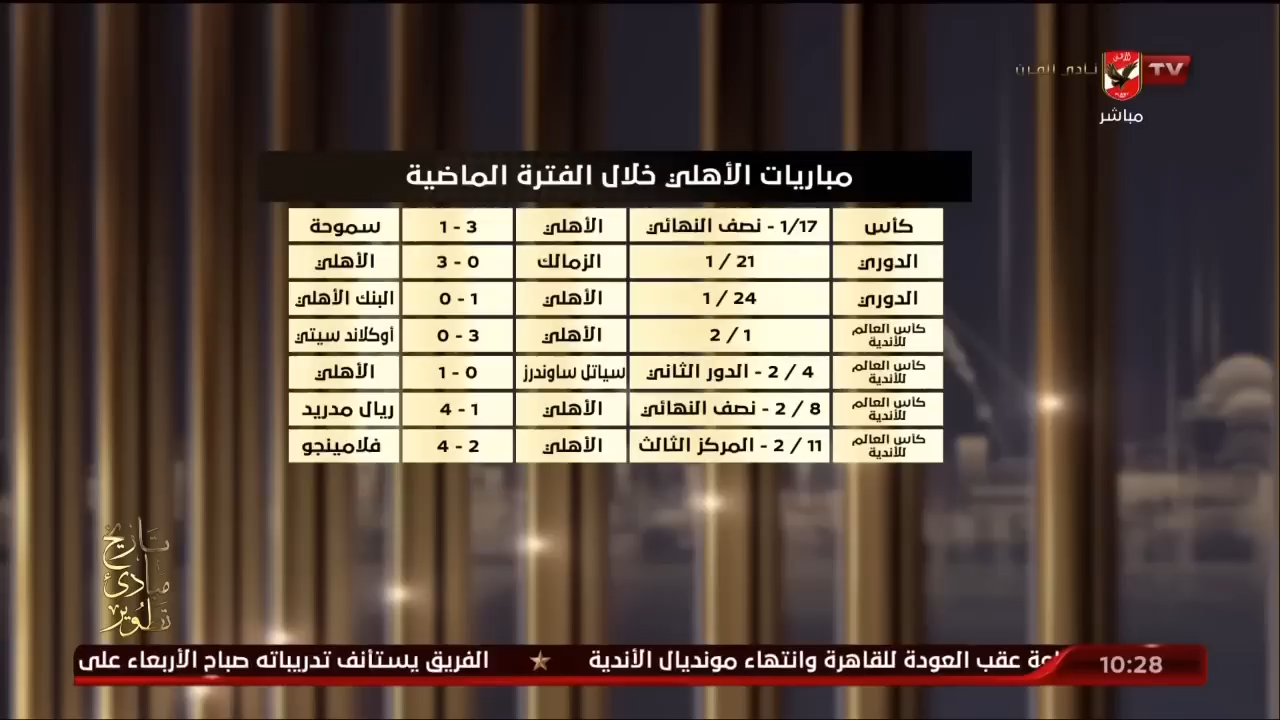 نادي القرن TV
مباشر
مباريات الأهلي خلال الفترة الماضية
كأس 1/17 - نصف النهائي الأهلي 3 - 1 سموحة
الدوري 21 / 1 الزمالك 0 - 3 الأهلي
الدوري 24 / 1 الأهلي 1 - 0 البنك الأهلي
كأس العالم للأندية 1 / 2 الأهلي 3 - 0 أوكلاند سيتي
كأس العالم للأندية 4 / 2 - الدور الثاني سياتل ساوندرز 0 - 1 الأهلي
كأس العالم للأندية 8 / 2 - نصف النهائي الأهلي 1 - 4 ريال مدريد
كأس العالم للأندية 11 / 2 - المركز الثالث الأهلي 2 - 4 فلامينجو
تاريخ
مبادئ
تطوير
10:28 عقب العودة للقاهرة وانتهاء مونديال الأندية الفريق يستأنف تدريباته صباح الأربعاء على